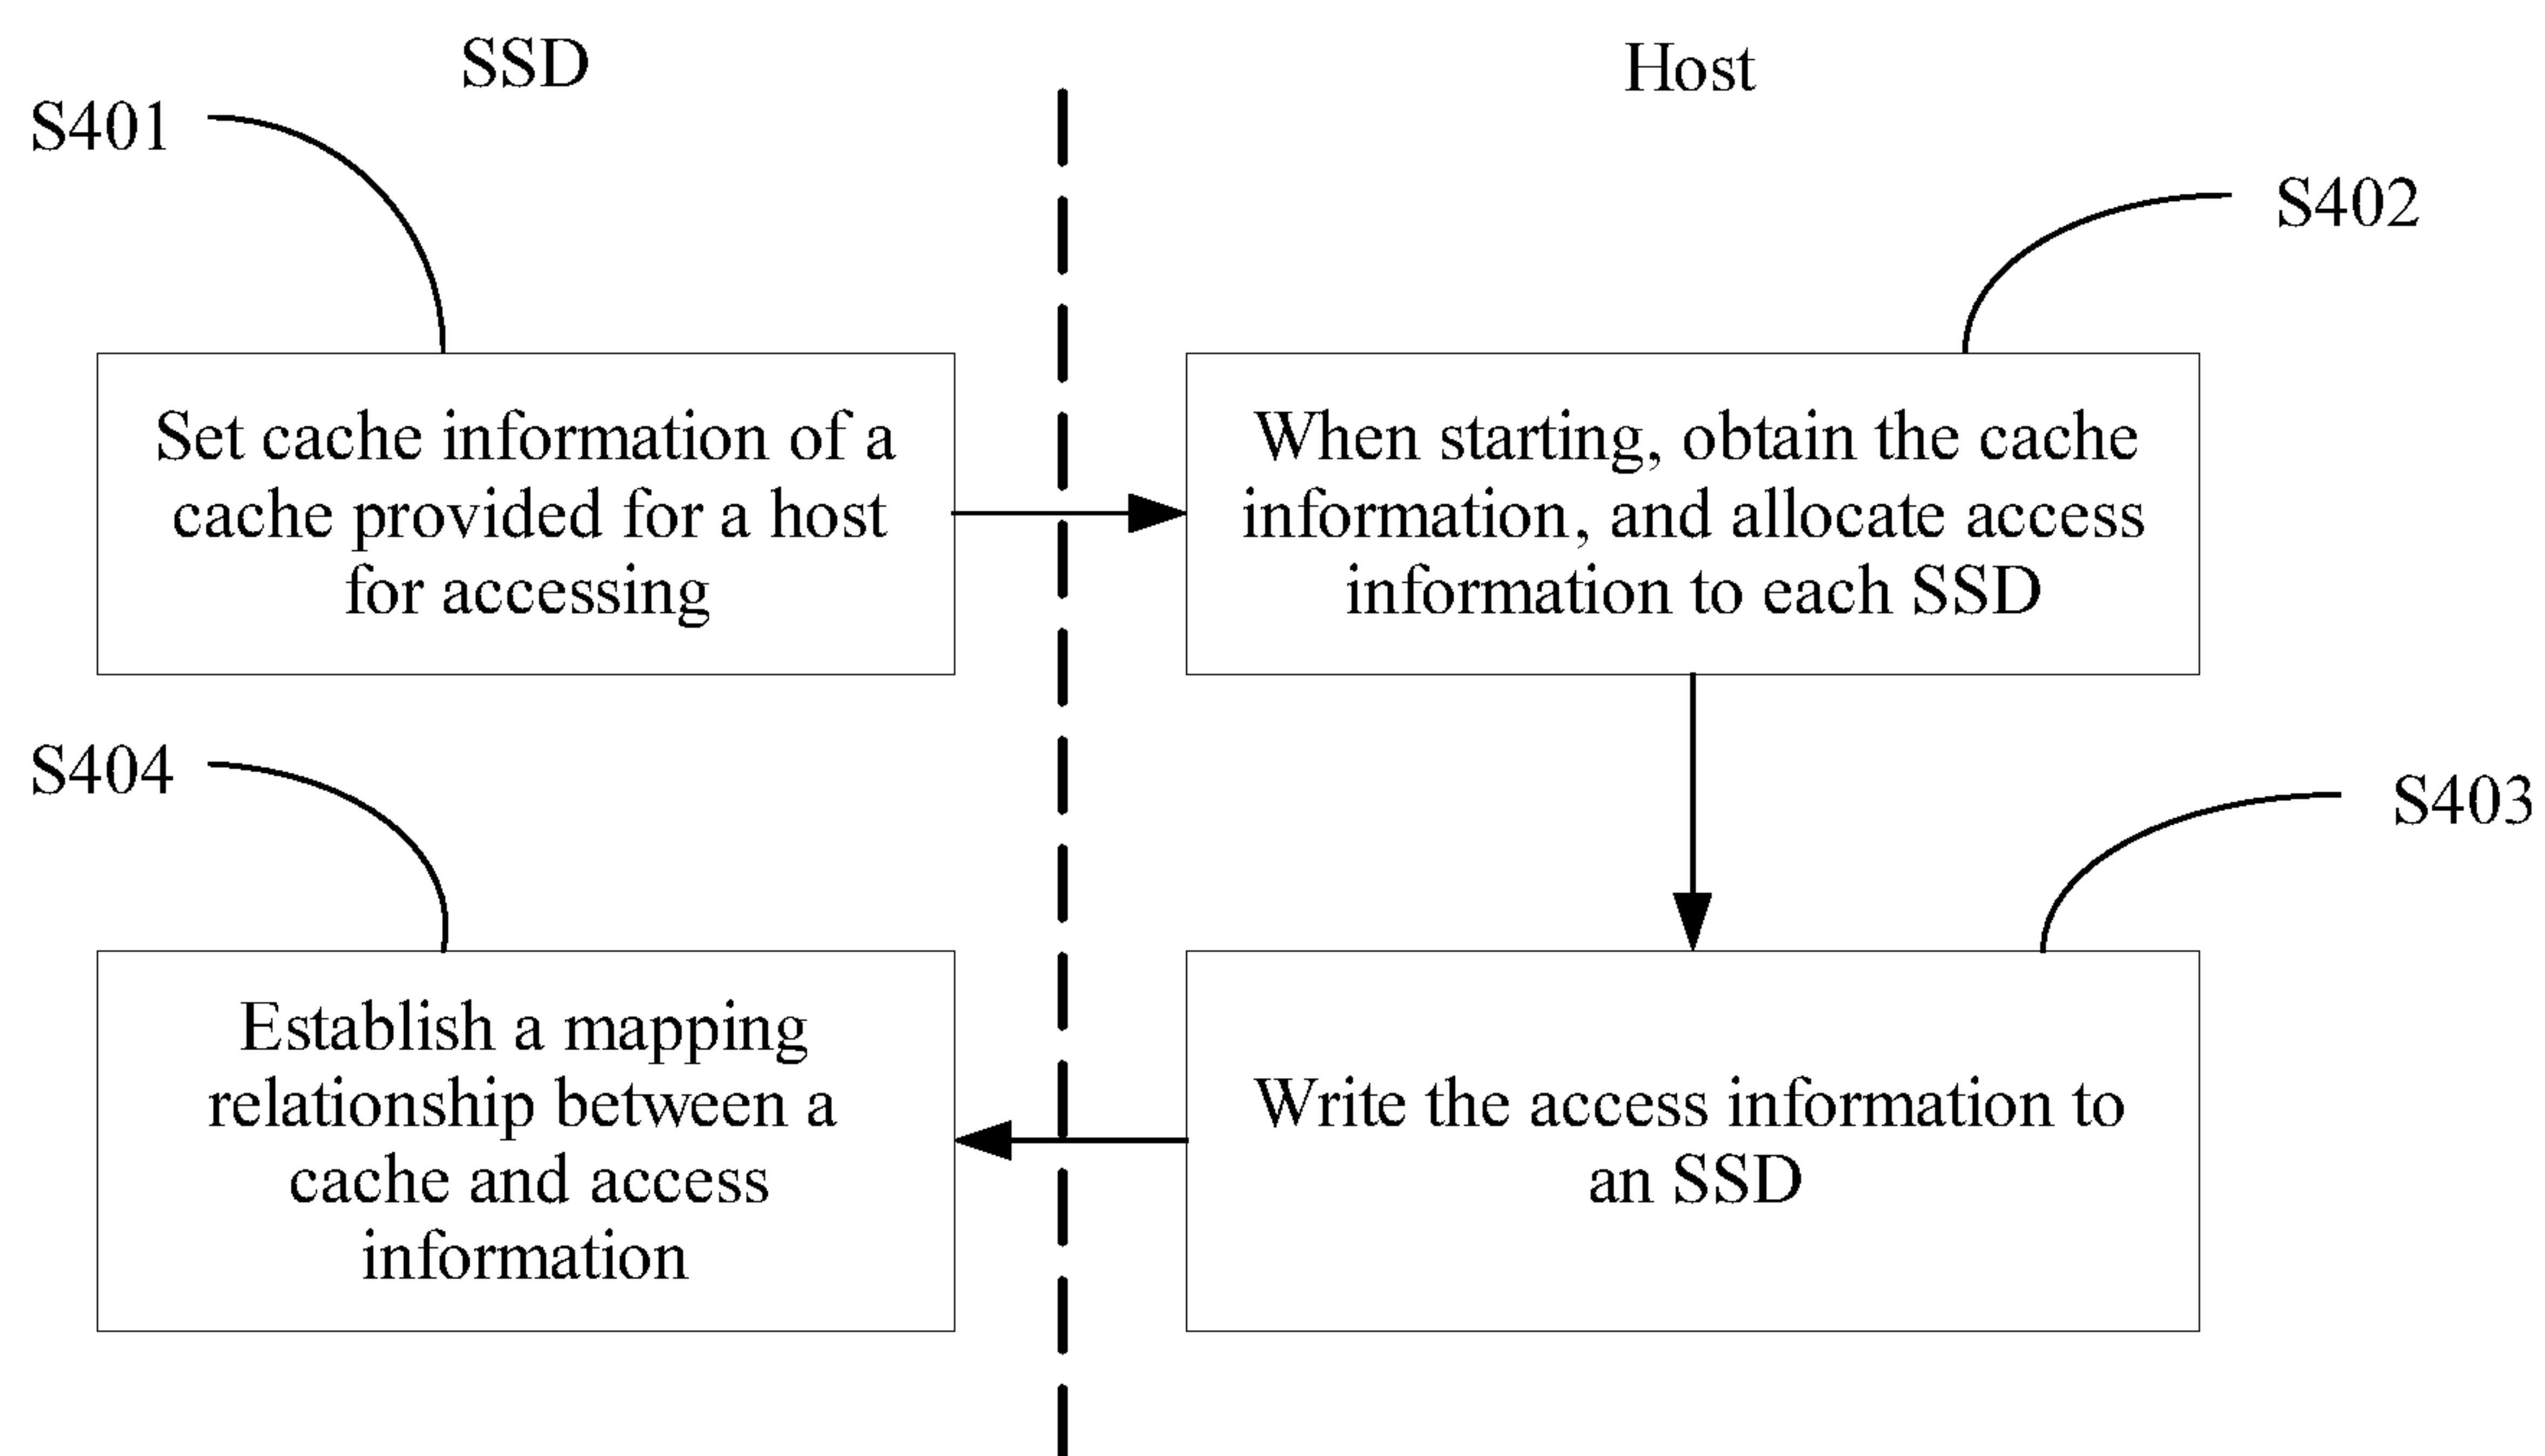 SSD
Host
S401
S402
Set cache information of a
cache provided for a host
for accessing
When starting, obtain the cache
information, and allocate access
information to each SSD
S404
S403
Establish a mapping
relationship between a
cache and access
information
Write the access information to
an SSD